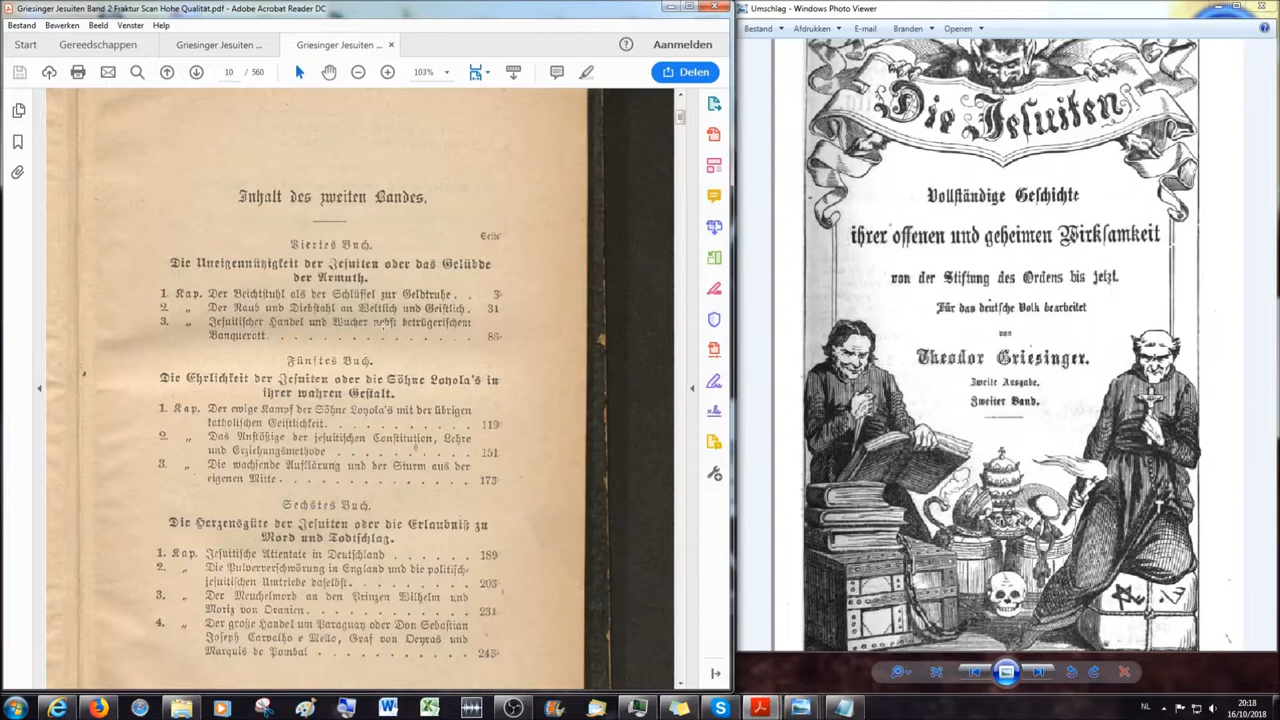 Griesinger Jesuiten Band 2 Fraktur Scan Hohe Qualität.pdf - Adobe Acrobat Reader DC
Bestand Bewerken Beeld Venster Help
Start Gereedschappen Griesinger Jesuiten ... Griesinger Jesuiten ... × Aanmelden
10 / 560 103% Delen
Inhalt des zweiten Bandes.
Seite
Viertes Buch.
Die Uneigennützigkeit der Jesuiten oder das Gelübde
der Armuth.
1. Kap. Der Beichtstuhl als der Schlüssel zur Geldtruhe . . 3
2. „ Der Raub und Diebstahl an Weltlich und Geistlich . 31
3. „ Jesuitischer Handel und Wucher nebst betrügerischem
Banquerott . . . . . . . . . . . . . 86
Fünftes Buch.
Die Ehrlichkeit der Jesuiten oder die Söhne Loyola's in
ihrer wahren Gestalt.
1. Kap. Der ewige Kampf der Söhne Loyola's mit der übrigen
katholischen Geistlichkeit . . . . . . . . . 119
2. „ Das Anstößige der jesuitischen Constitution, Lehre
und Erziehungsmethode . . . . . . . . . 151
3. „ Die wachsende Aufklärung und der Sturm aus der
eigenen Mitte . . . . . . . . . . . . 173
Sechstes Buch.
Die Herzensgüte der Jesuiten oder die Erlaubniß zu
Mord und Todtschlag.
1. Kap. Jesuitische Attentate in Deutschland . . . . . . 189
2. „ Die Pulververschwörung in England und die politisch-
jesuitischen Umtriebe daselbst . . . . . . . . 203
3. „ Der Meuchelmord an den Prinzen Wilhelm und
Moriz von Oranien . . . . . . . . . . 231
4. „ Der große Handel um Paraguay oder Don Sebastian
Joseph Carvalho e Mello, Graf von Oeyras und
Marquis de Pombal . . . . . . . . . . 243
Umschlag - Windows Photo Viewer
Bestand Afdrukken E-mail Branden Openen
Die Jesuiten
Vollständige Geschichte
ihrer offenen und geheimen Wirksamkeit
von der Stiftung des Ordens bis jetzt.
Für das deutsche Volk bearbeitet
von
Theodor Griesinger.
Zweite Ausgabe.
Zweiter Band.
NL
20:18
16/10/2018